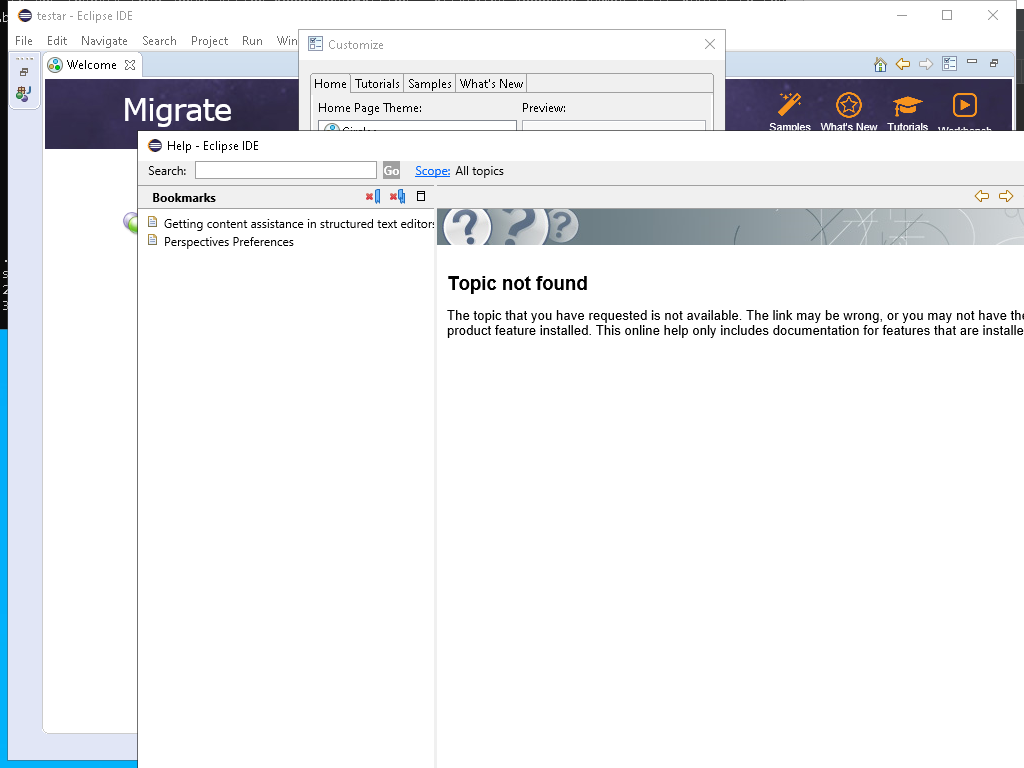 testar - Eclipse IDE
File Edit Navigate Search Project Run Win
Customize
Welcome
Home Tutorials Samples What's New
Migrate
Home Page Theme: Preview:
Circles
Samples What's New Tutorials Workbench
Help - Eclipse IDE
Search: Go Scope: All topics
Bookmarks
Getting content assistance in structured text editors
Perspectives Preferences
Topic not found
The topic that you have requested is not available. The link may be wrong, or you may not have the
product feature installed. This online help only includes documentation for features that are installe